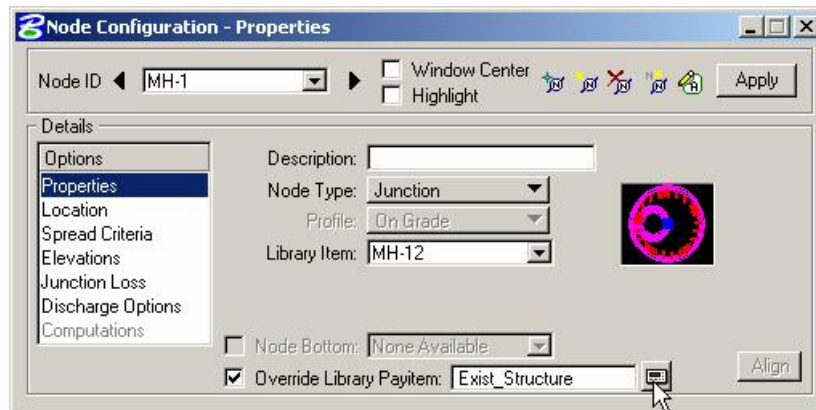 Node Configuration - Properties
Node ID MH-1 Window Center Apply
Highlight
Details
Options
Properties
Location
Spread Criteria
Elevations
Junction Loss
Discharge Options
Computations
Description:
Node Type: Junction
Profile: On Grade
Library Item: MH-12
Node Bottom: None Available
Override Library Payitem: Exist_Structure
Align